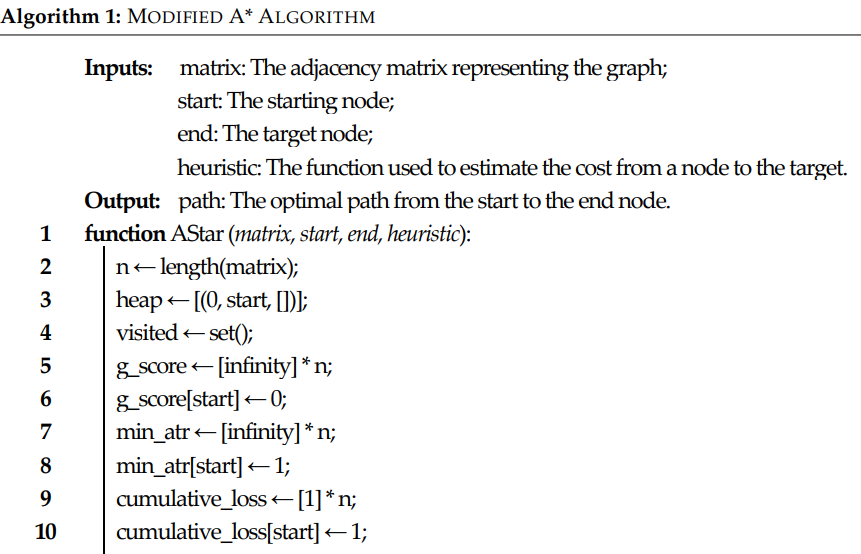 Algorithm 1: MODIFIED A* ALGORITHM
Inputs: matrix: The adjacency matrix representing the graph;
start: The starting node;
end: The target node;
heuristic: The function used to estimate the cost from a node to the target.
Output: path: The optimal path from the start to the end node.
1 function AStar (matrix, start, end, heuristic):
2 n ← length(matrix);
3 heap ← [(0, start, [])];
4 visited ← set();
5 g_score ← [infinity] * n;
6 g_score[start] ← 0;
7 min_atr ← [infinity] * n;
8 min_atr[start] ← 1;
9 cumulative_loss ← [1] * n;
10 cumulative_loss[start] ← 1;